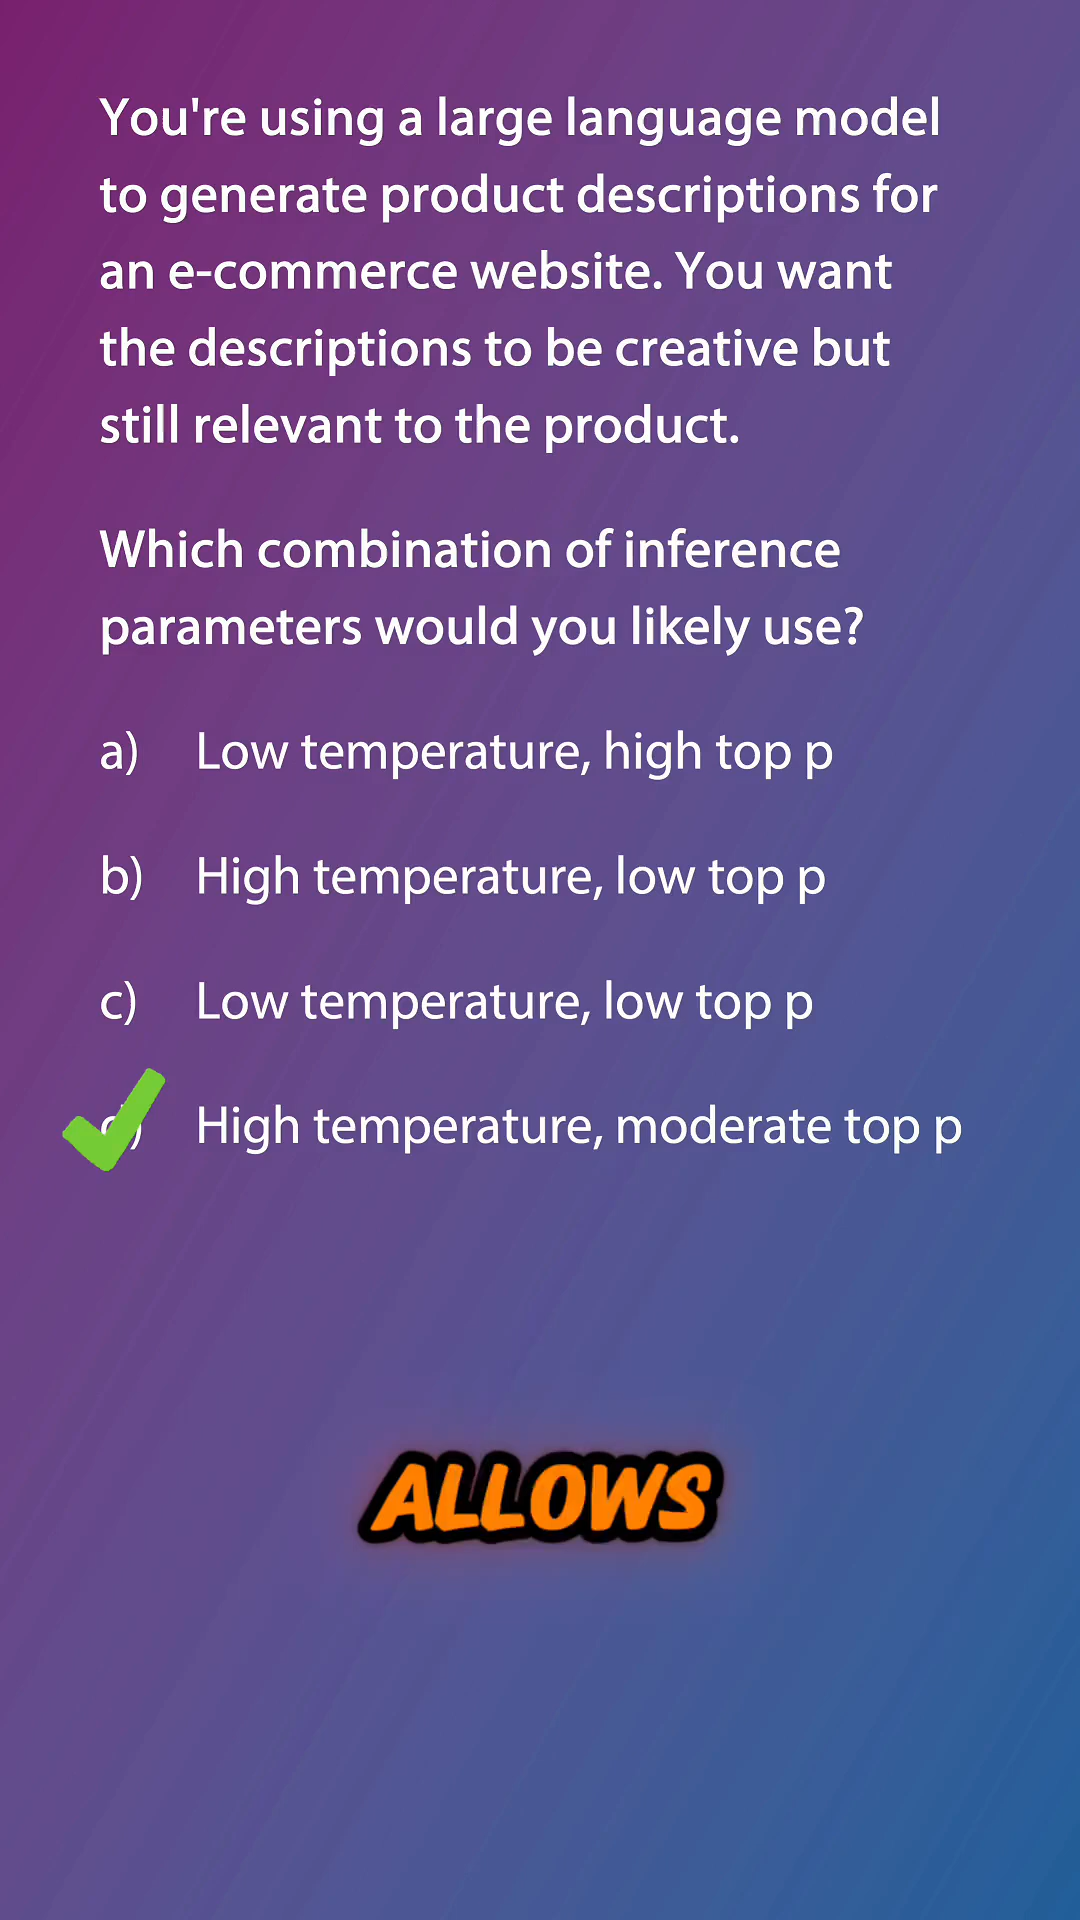 You're using a large language model
to generate product descriptions for
an e-commerce website. You want
the descriptions to be creative but
still relevant to the product.
Which combination of inference
parameters would you likely use?
a) Low temperature, high top p
b) High temperature, low top p
c) Low temperature, low top p
d) High temperature, moderate top p
ALLOWS